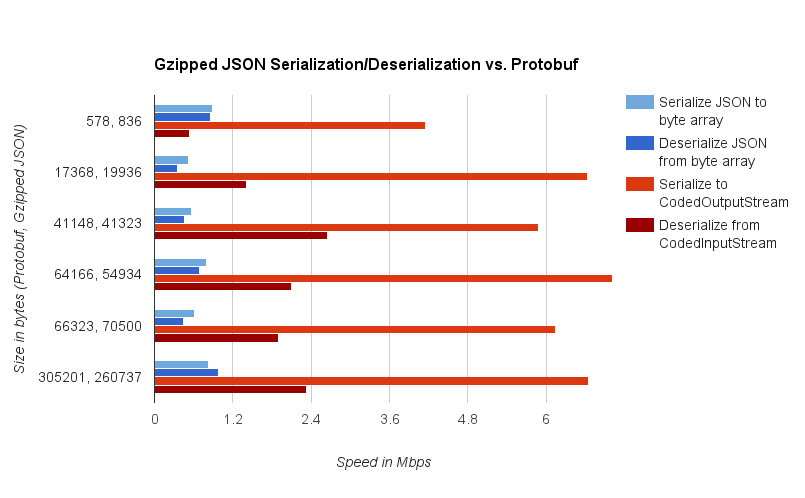 Gzipped JSON Serialization/Deserialization vs. Protobuf
Size in bytes (Protobuf, Gzipped JSON)
578, 836
17368, 19936
41148, 41323
64166, 54934
66323, 70500
305201, 260737
0 1.2 2.4 3.6 4.8 6
Speed in Mbps
Serialize JSON to
byte array
Deserialize JSON
from byte array
Serialize to
CodedOutputStream
Deserialize from
CodedInputStream